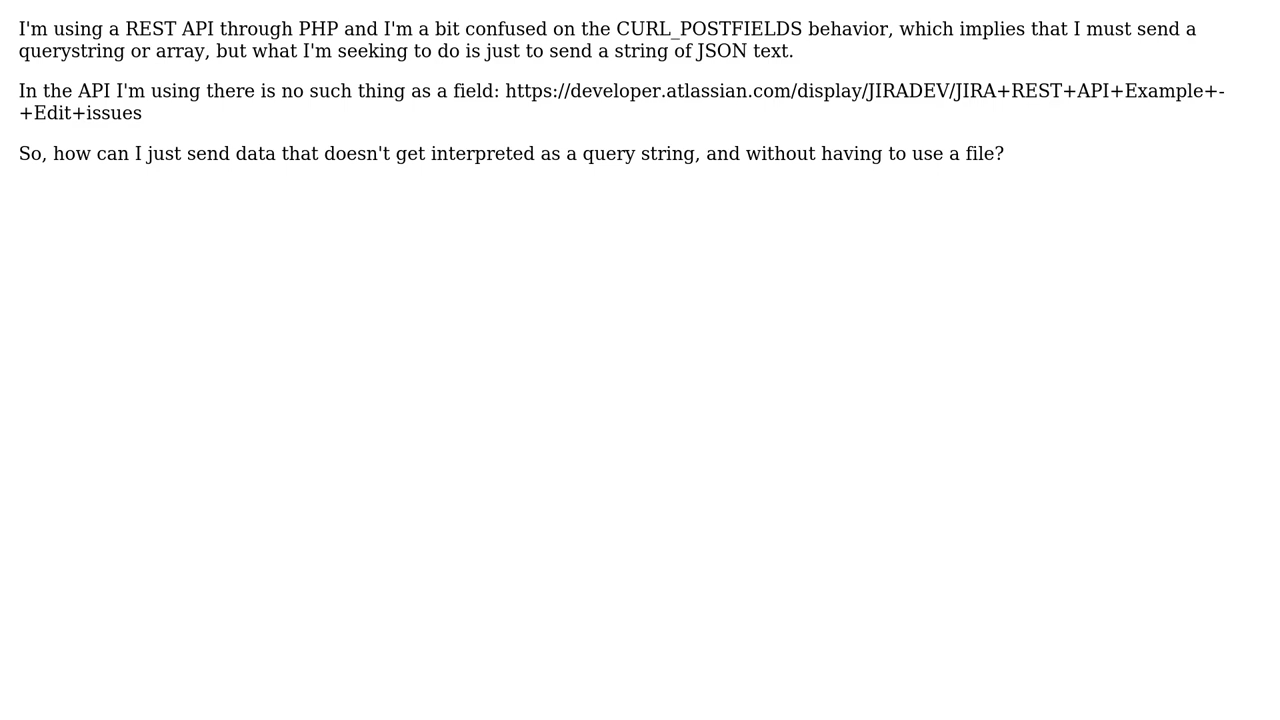 I'm using a REST API through PHP and I'm a bit confused on the CURL_POSTFIELDS behavior, which implies that I must send a
querystring or array, but what I'm seeking to do is just to send a string of JSON text.
In the API I'm using there is no such thing as a field: https://developer.atlassian.com/display/JIRADEV/JIRA+REST+API+Example+-
+Edit+issues
So, how can I just send data that doesn't get interpreted as a query string, and without having to use a file?